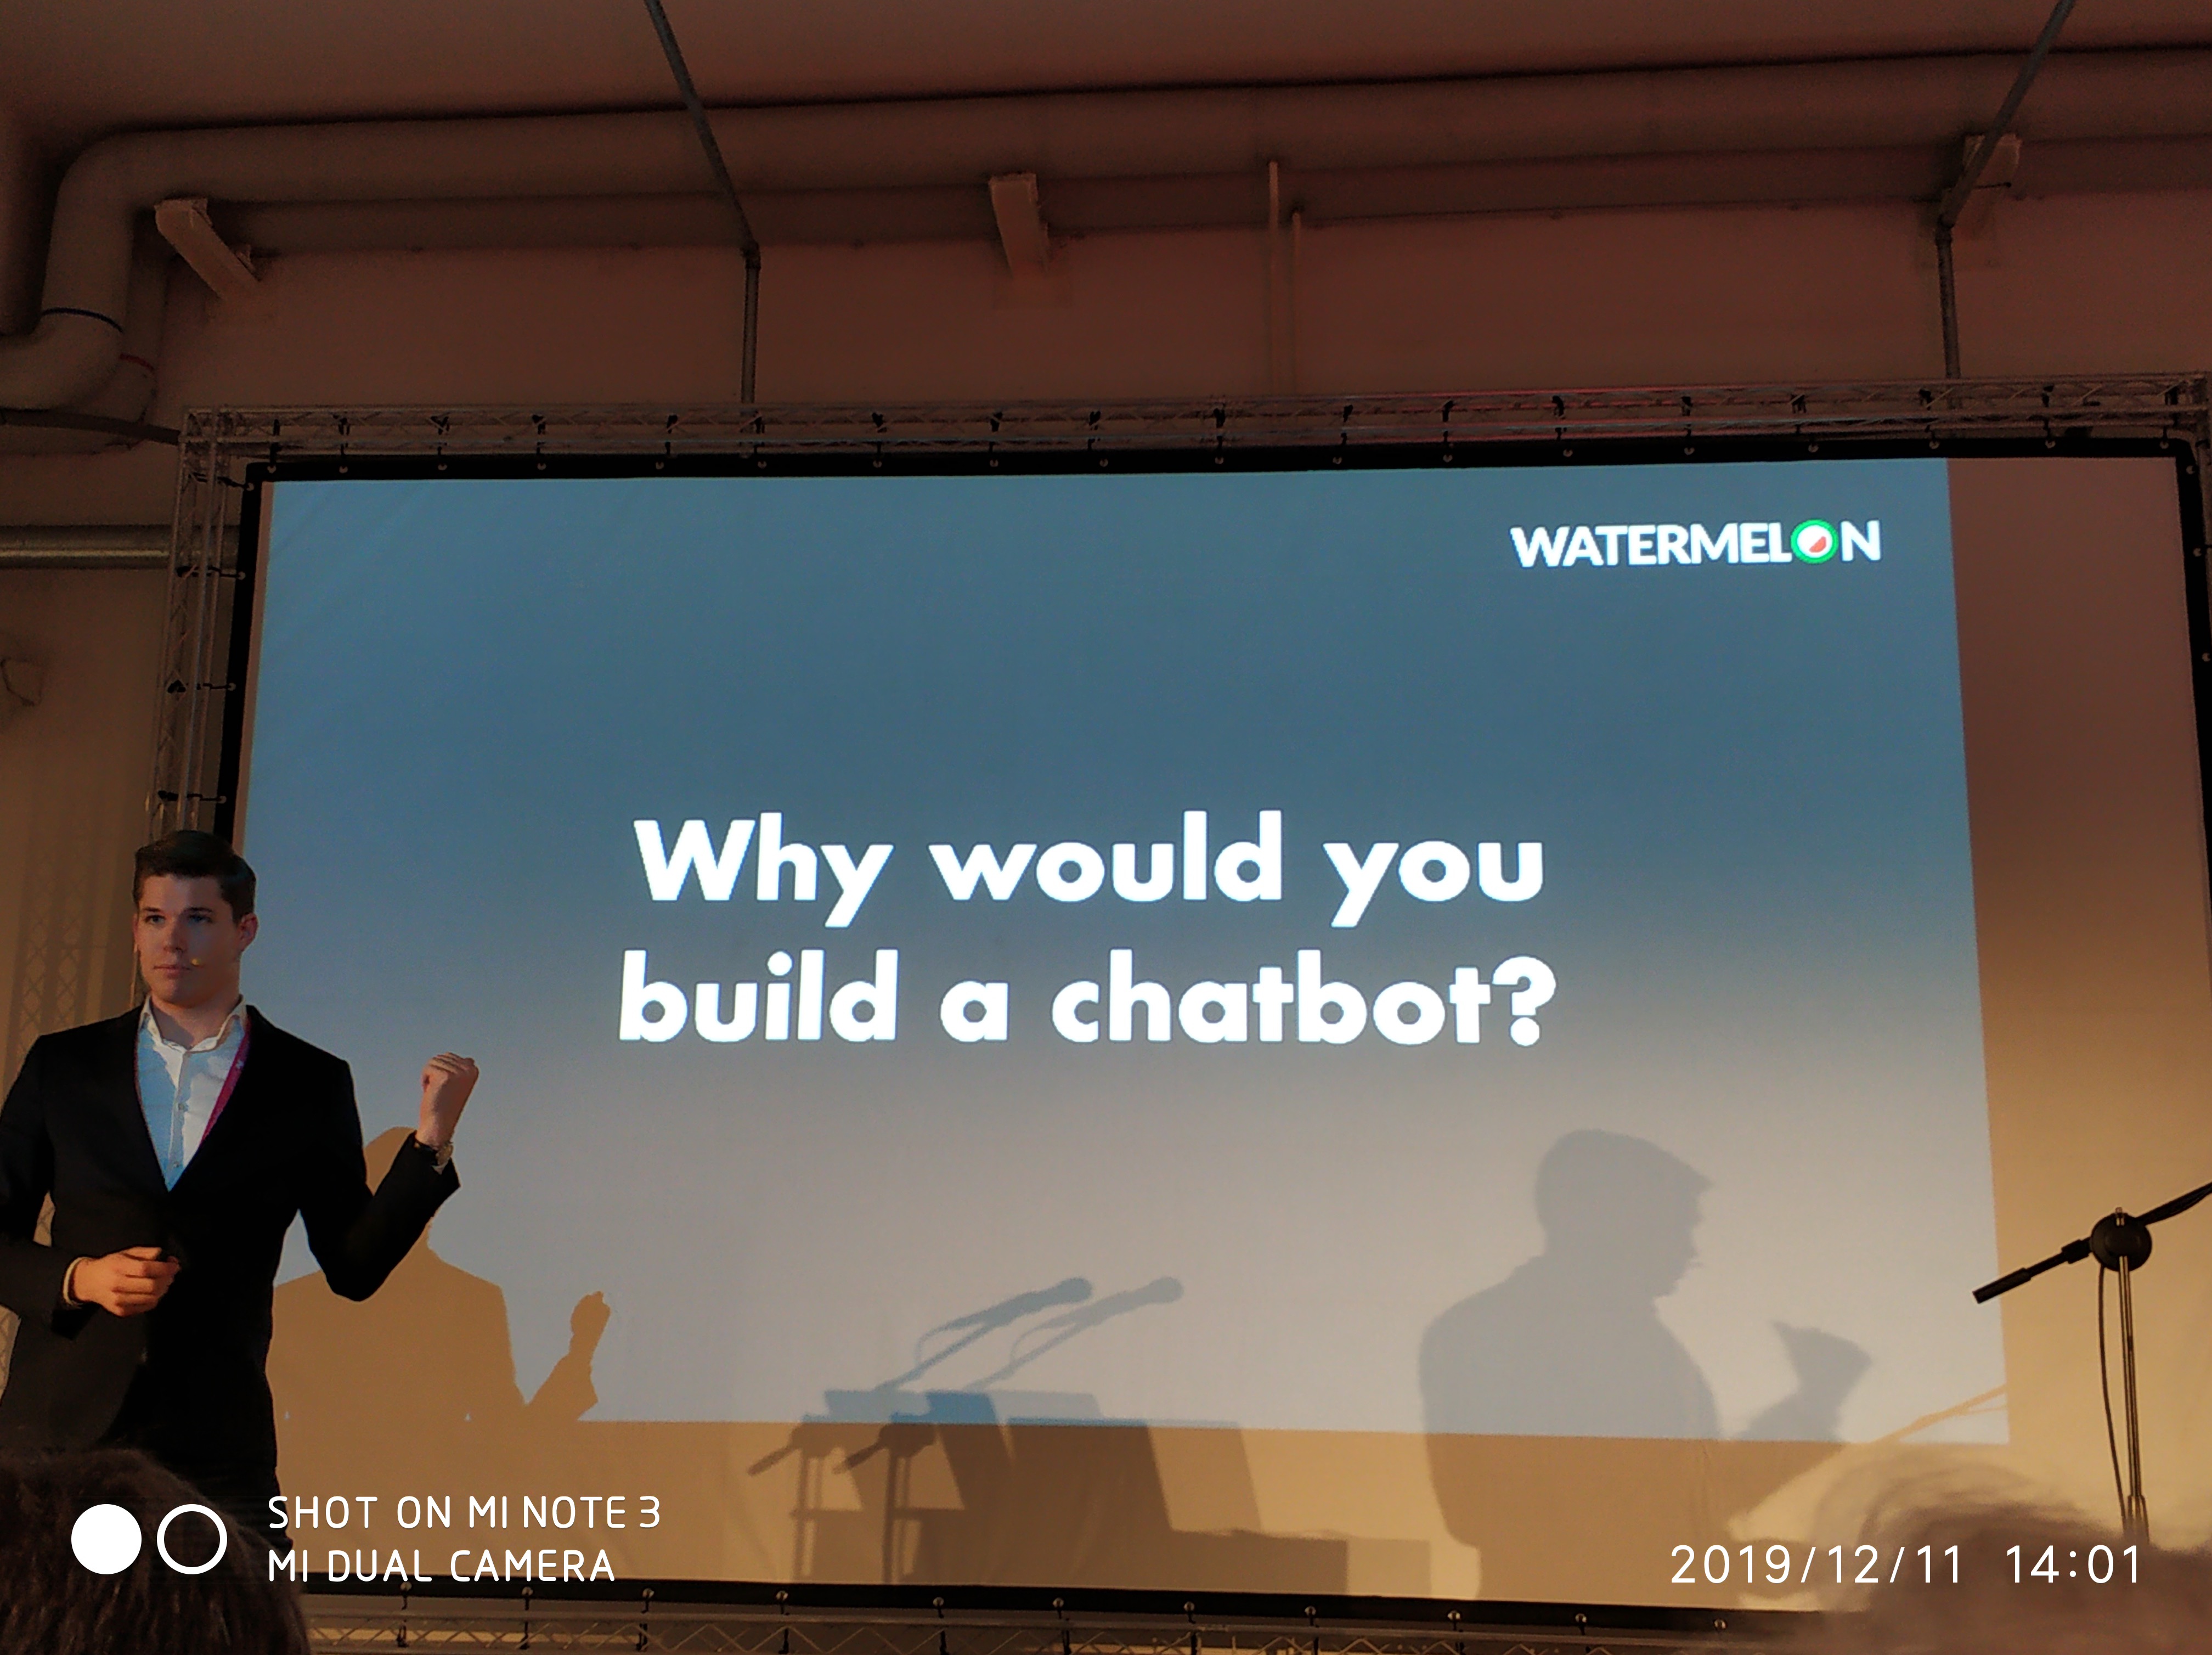 WATERMELON
Why would you
build a chatbot?
SHOT ON MI NOTE 3
MI DUAL CAMERA
2019/12/11 14:01